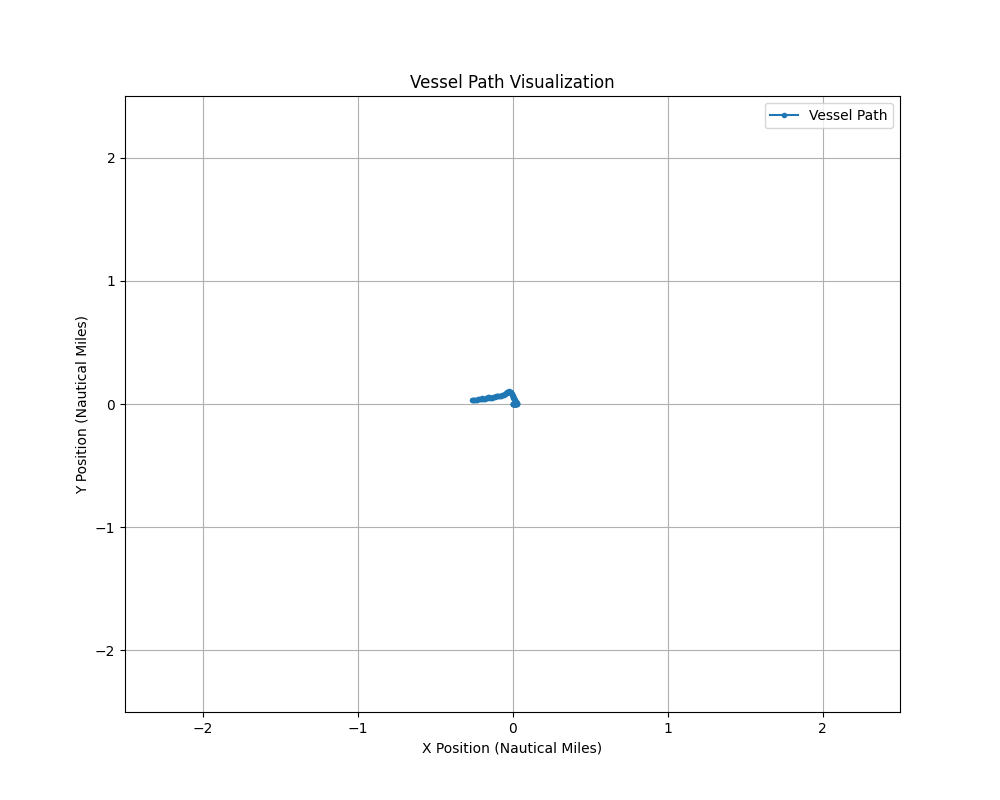 Vessel Path Visualization
Vessel Path
Y Position (Nautical Miles)
2
1
0
−1
−2
−2
−1
0
1
2
X Position (Nautical Miles)